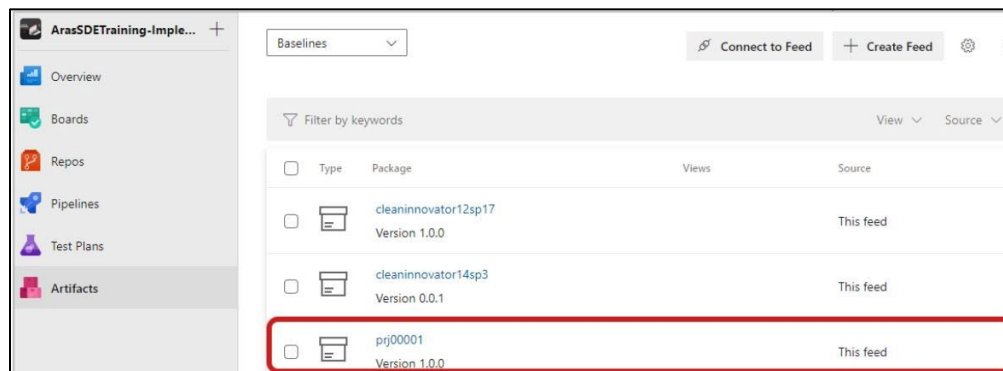 ArasSDETraining-Imple...
Overview
Boards
Repos
Pipelines
Test Plans
Artifacts
Baselines
Connect to Feed
Create Feed
Filter by keywords
View
Source
Type Package Views Source
cleaninnovator12sp17
Version 1.0.0
This feed
cleaninnovator14sp3
Version 0.0.1
This feed
prj00001
Version 1.0.0
This feed